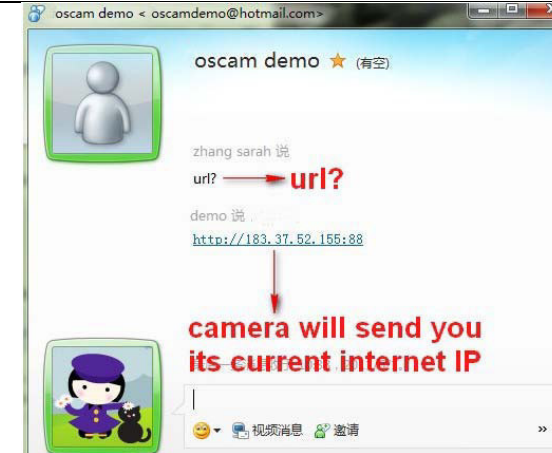 oscam demo < oscamdemo@hotmail.com>
oscam demo (有空)
zhang sarah 说
url? url?
demo 说
http://183.37.52.155:88
camera will send you
its current internet IP
视频消息 邀请 »